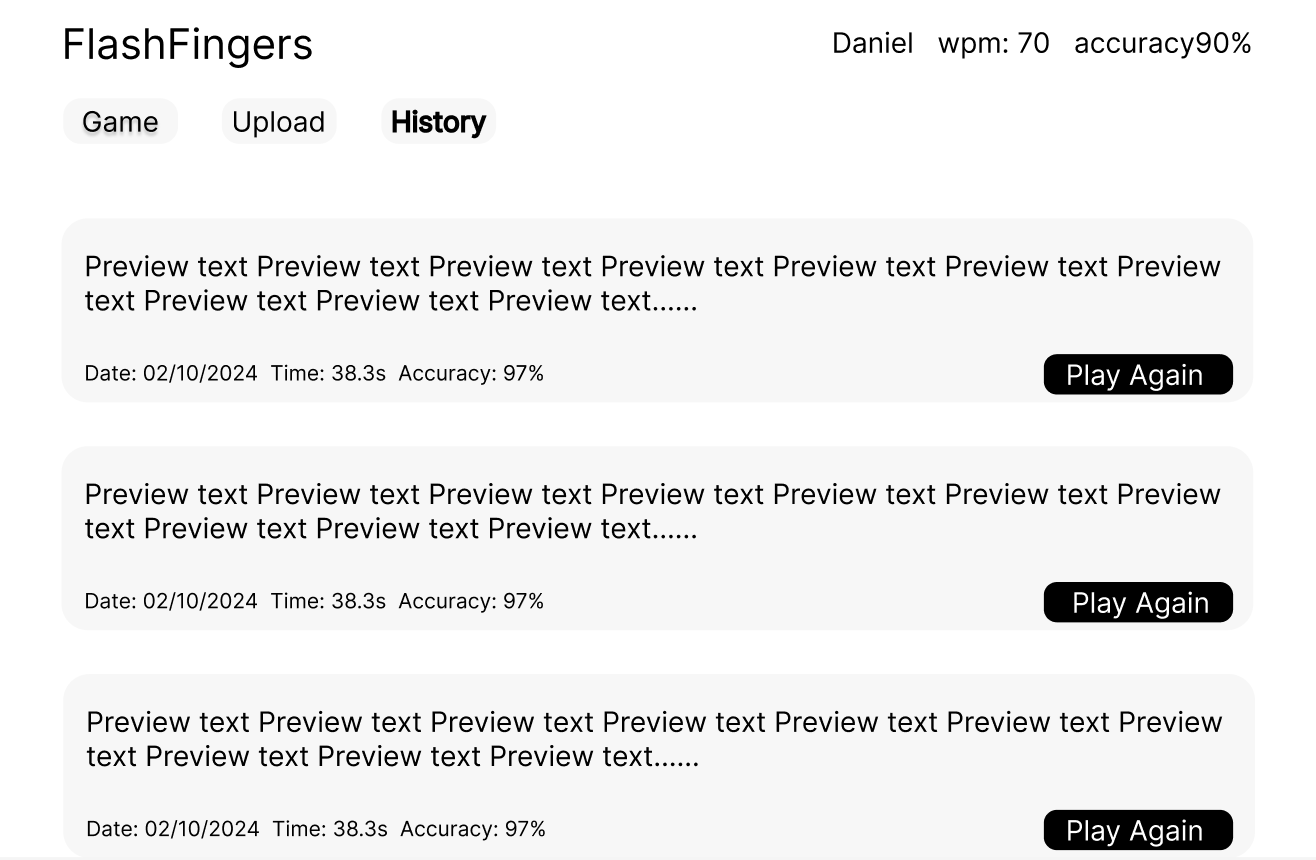 FlashFingers
Daniel wpm: 70 accuracy90%
Game Upload History
Preview text Preview text Preview text Preview text Preview text Preview text Preview
text Preview text Preview text Preview text......
Date: 02/10/2024 Time: 38.3s Accuracy: 97%
Play Again
Preview text Preview text Preview text Preview text Preview text Preview text Preview
text Preview text Preview text Preview text......
Date: 02/10/2024 Time: 38.3s Accuracy: 97%
Play Again
Preview text Preview text Preview text Preview text Preview text Preview text Preview
text Preview text Preview text Preview text......
Date: 02/10/2024 Time: 38.3s Accuracy: 97%
Play Again